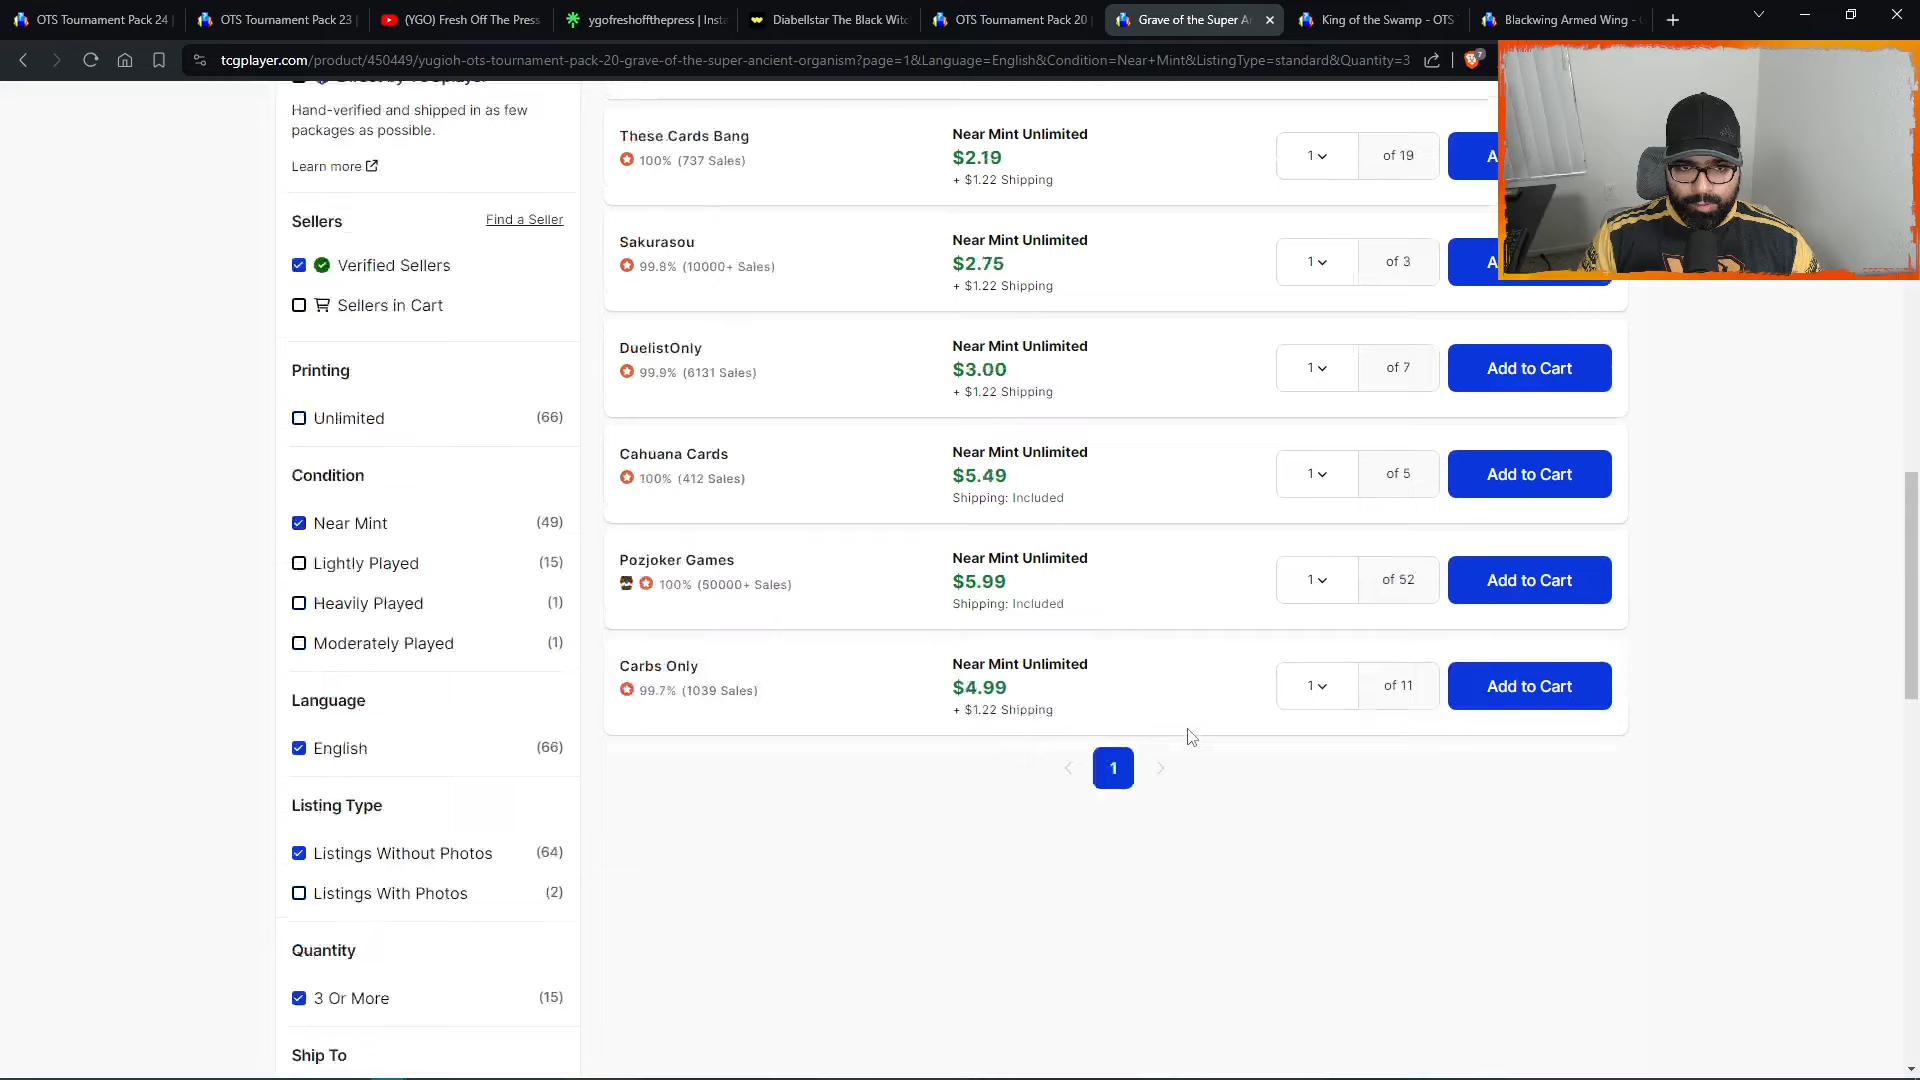 OTS Tournament Pack 24
OTS Tournament Pack 23
(YGO) Fresh Off The Press
ygofreshoffthepress | Insta
Diabellstar The Black Witc
OTS Tournament Pack 20
Grave of the Super A
King of the Swamp - OTS
Blackwing Armed Wing -
tcgplayer.com/product/450449/yugioh-ots-tournament-pack-20-grave-of-the-super-ancient-organism?page=1&Language=English&Condition=Near+Mint&ListingType=standard&Quantity=3
7
Hand-verified and shipped in as few
packages as possible.
Learn more
Sellers
Find a Seller
Verified Sellers
Sellers in Cart
Printing
Unlimited (66)
Condition
Near Mint (49)
Lightly Played (15)
Heavily Played (1)
Moderately Played (1)
Language
English (66)
Listing Type
Listings Without Photos (64)
Listings With Photos (2)
Quantity
3 Or More (15)
Ship To
These Cards Bang
100% (737 Sales)
Near Mint Unlimited
$2.19
+ $1.22 Shipping
1
of 19
A
Sakurasou
99.8% (10000+ Sales)
Near Mint Unlimited
$2.75
+ $1.22 Shipping
1
of 3
A
DuelistOnly
99.9% (6131 Sales)
Near Mint Unlimited
$3.00
+ $1.22 Shipping
1
of 7
Add to Cart
Cahuana Cards
100% (412 Sales)
Near Mint Unlimited
$5.49
Shipping: Included
1
of 5
Add to Cart
Pozjoker Games
100% (50000+ Sales)
Near Mint Unlimited
$5.99
Shipping: Included
1
of 52
Add to Cart
Carbs Only
99.7% (1039 Sales)
Near Mint Unlimited
$4.99
+ $1.22 Shipping
1
of 11
Add to Cart
1